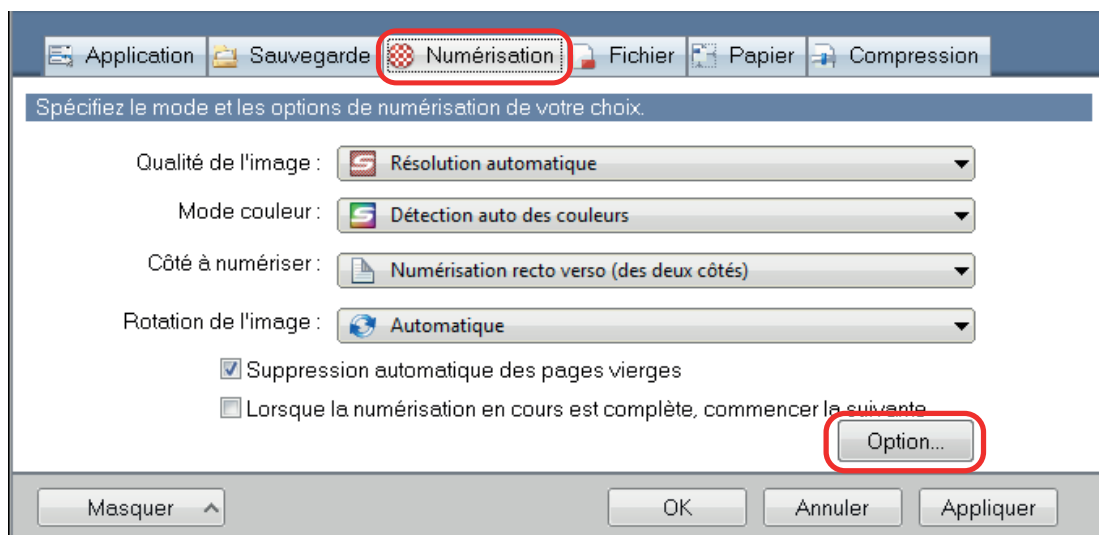 Application Sauvegarde Numérisation Fichier Papier Compression
Spécifiez le mode et les options de numérisation de votre choix.
Qualité de l'image : Résolution automatique
Mode couleur : Détection auto des couleurs
Côté à numériser : Numérisation recto verso (des deux côtés)
Rotation de l'image : Automatique
Suppression automatique des pages vierges
Lorsque la numérisation en cours est complète, commencer la suivante
Option...
Masquer OK Annuler Appliquer